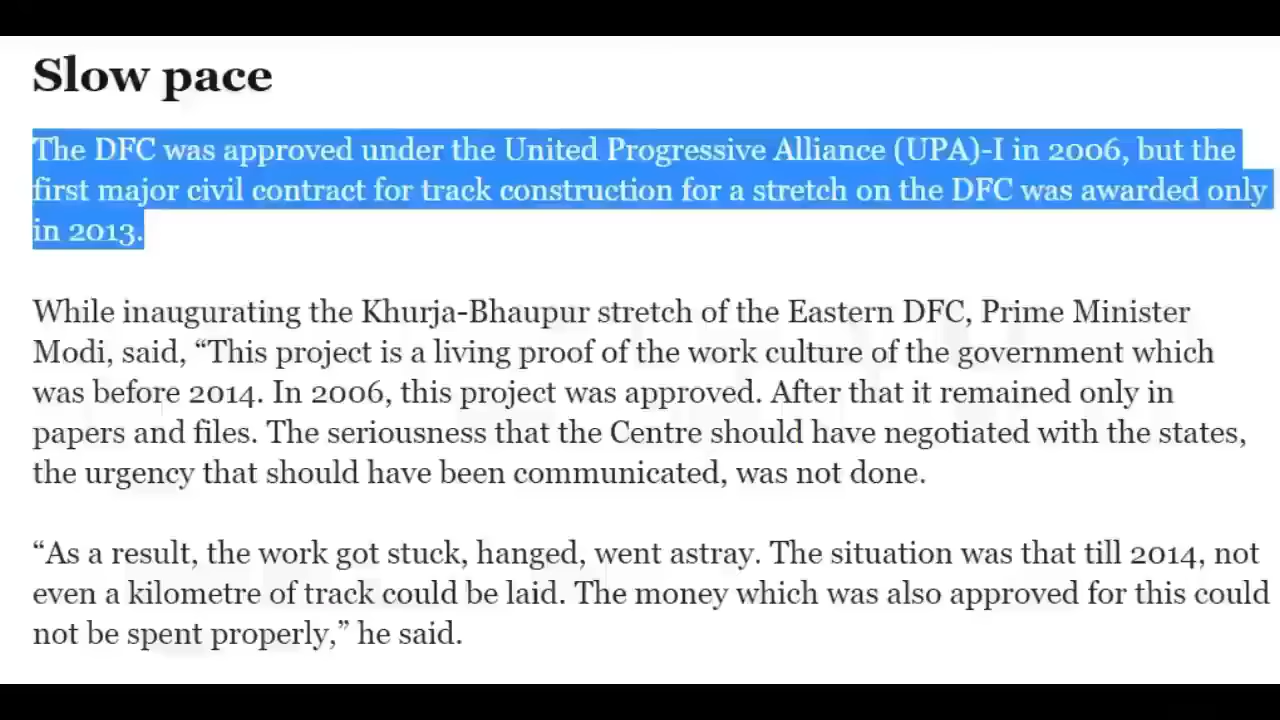 Slow pace
The DFC was approved under the United Progressive Alliance (UPA)-I in 2006, but the
first major civil contract for track construction for a stretch on the DFC was awarded only
in 2013.
While inaugurating the Khurja-Bhaupur stretch of the Eastern DFC, Prime Minister
Modi, said, “This project is a living proof of the work culture of the government which
was before 2014. In 2006, this project was approved. After that it remained only in
papers and files. The seriousness that the Centre should have negotiated with the states,
the urgency that should have been communicated, was not done.
“As a result, the work got stuck, hanged, went astray. The situation was that till 2014, not
even a kilometre of track could be laid. The money which was also approved for this could
not be spent properly,” he said.